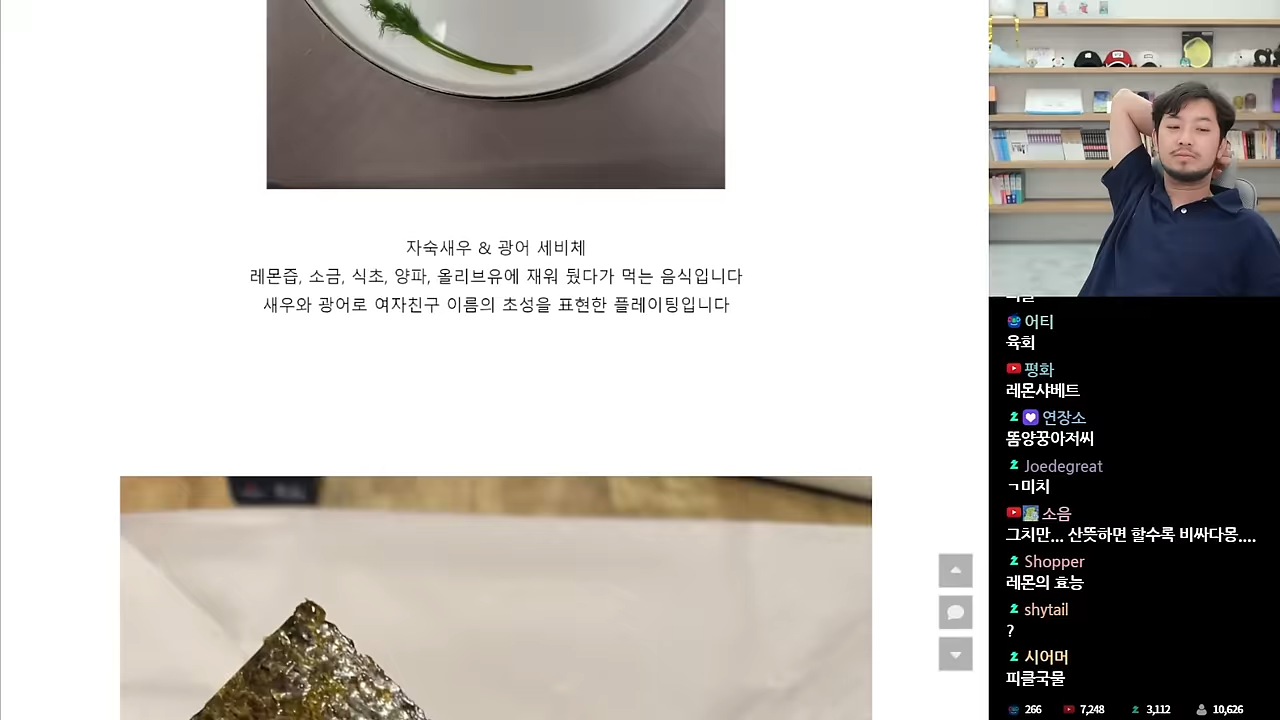 자숙새우 & 광어 세비체
레몬즙, 소금, 식초, 양파, 올리브유에 재워 뒀다가 먹는 음식입니다
새우와 광어로 여자친구 이름의 초성을 표현한 플레이팅입니다
어티
육회
평화
레몬샤베트
연장소
똠양꿍아저씨
Joedegreat
ㄱ미치
소음
그치만... 산뜻하면 할수록 비싸다몽....
Shopper
레몬의 효능
shytail
?
시어머
피클국물
266 7,248 3,112 10,626